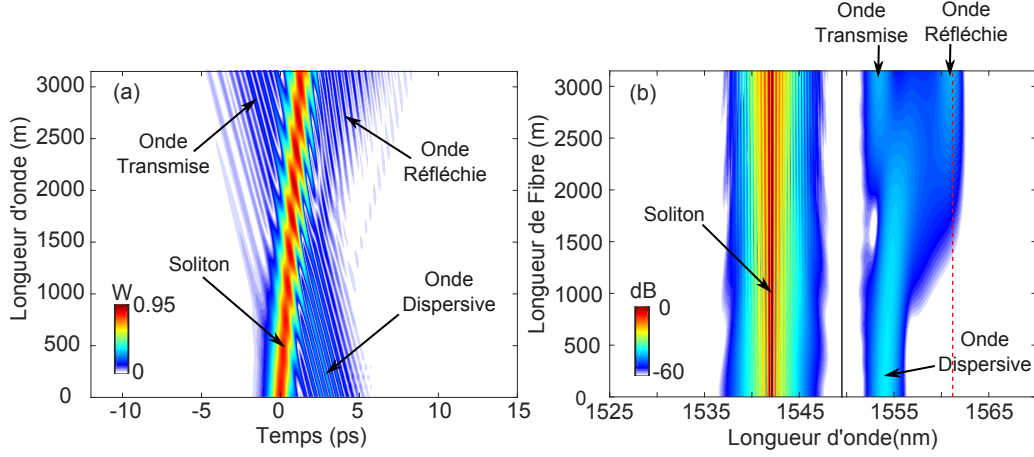 (a)
Longueur d'onde (m)
3000
2500
2000
1500
1000
500
0
Onde
Transmise
Onde
Réfléchie
Soliton
Onde
Dispersive
W
0.95
0
-10
-5
0
5
10
15
Temps (ps)
Onde
Transmise
Onde
Réfléchie
(b)
Longueur de Fibre (m)
3000
2500
2000
1500
1000
500
0
Soliton
dB
0
-60
Onde
Dispersive
1525
1535
1545
1555
1565
Longueur d'onde(nm)